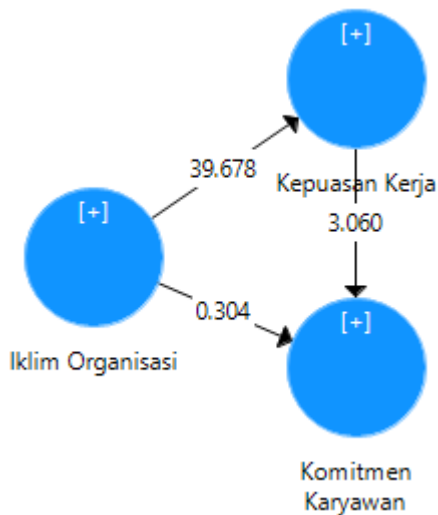 [+]
39.678
Kepuasan Kerja
[+]
3.060
0.304
[+]
Iklim Organisasi
Komitmen
Karyawan